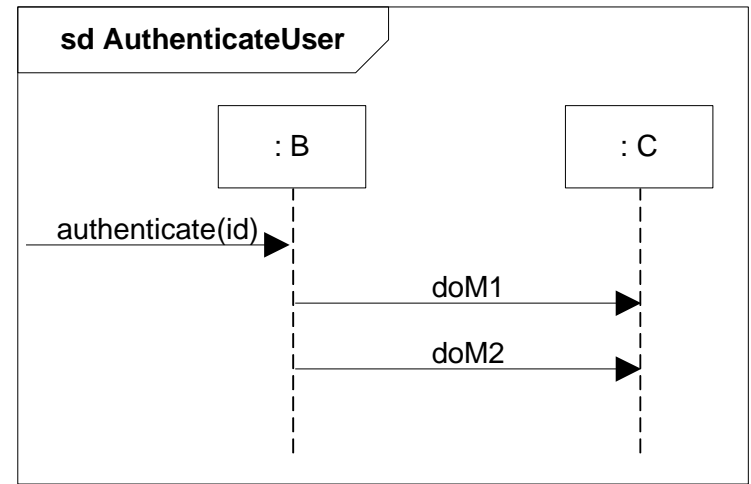 sd AuthenticateUser
: B
: C
authenticate(id)
doM1
doM2